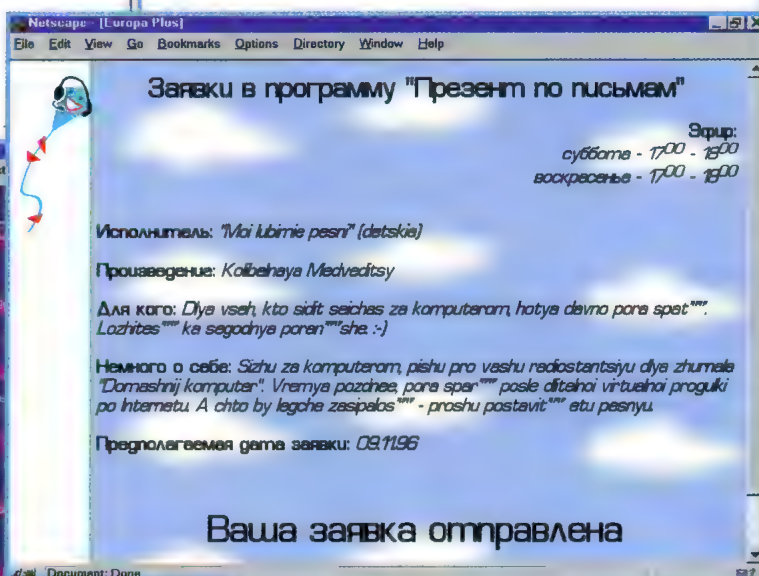 Netscape - [Europa Plus]
File Edit View Go Bookmarks Options Directory Window Help
Заявки в программу "Презент по письмам"
Эфир:
суббота - 17⁰⁰ - 18⁰⁰
воскресенье - 17⁰⁰ - 18⁰⁰
Исполнитель: "Moi lubimie pesni" (detskie)
Произведение: Kolibelnaya Medveditsy
Для кого: Dlya vseh, kto sidit seichas za komputerom, hotya davno pora spat""".
Lozhites""" ka segodnya poran"""she. :-)
Немного о себе: Sizhu za komputerom, pishu pro vashu radiostantsiyu dlya zhurnala
"Domashnij komputer". Vremya pozdnee, pora spat""" posle dlitelnoi virtualnoi progulki
po Internetu. A chto by legche zasipalos""" - proshu postavit""" etu pesnyu.
Предполагаемая дата заявки: 09.11.96
Ваша заявка отправлена
Document: Done